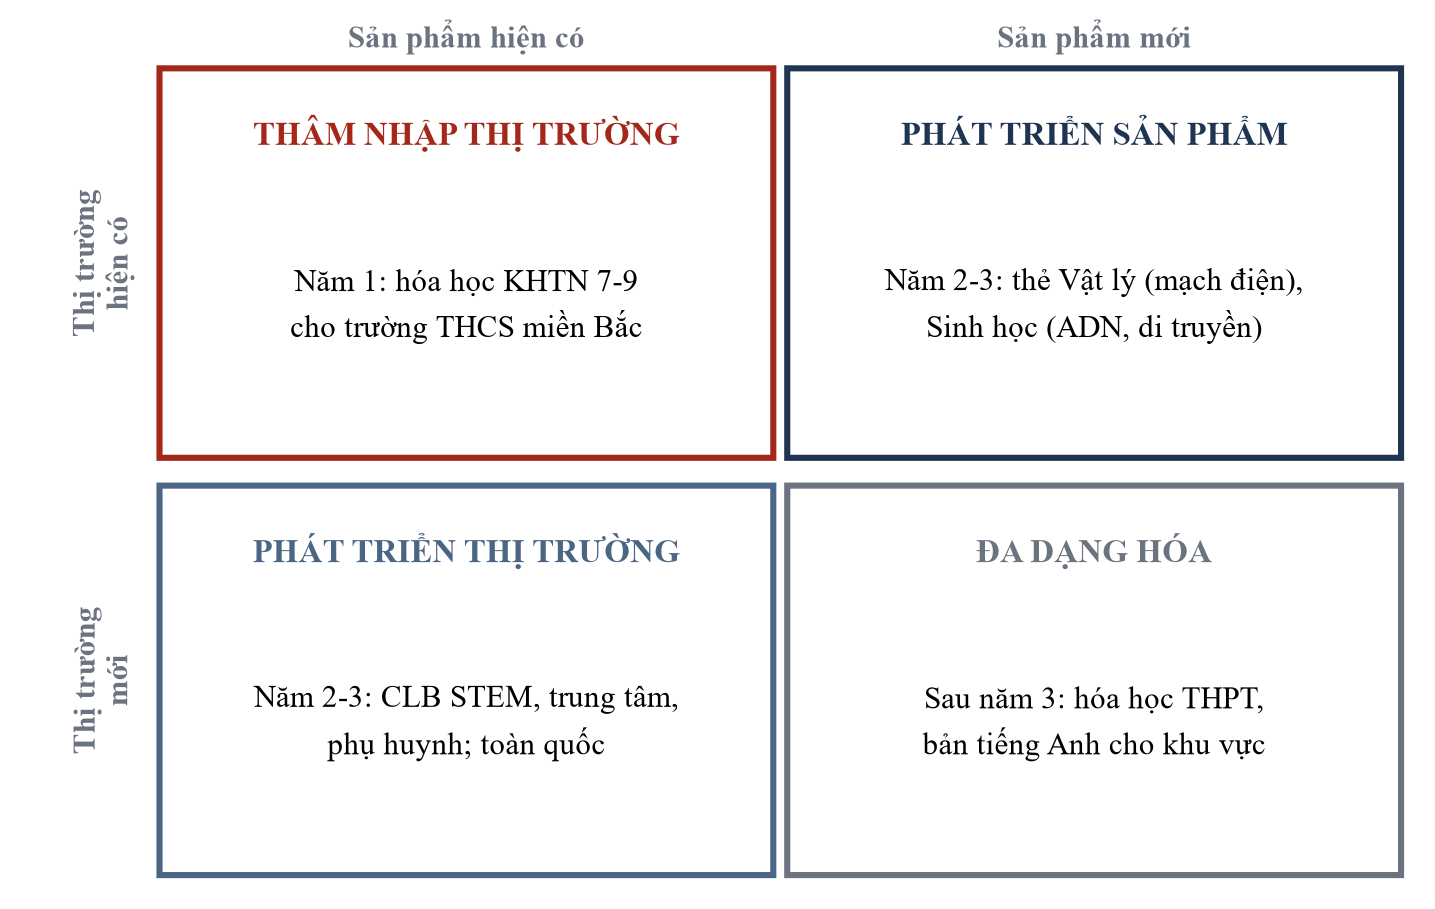 Sản phẩm hiện có
Sản phẩm mới
Thị trường
hiện có
THÂM NHẬP THỊ TRƯỜNG
Năm 1: hóa học KHTN 7-9
cho trường THCS miền Bắc
PHÁT TRIỂN SẢN PHẨM
Năm 2-3: thẻ Vật lý (mạch điện),
Sinh học (ADN, di truyền)
Thị trường
mới
PHÁT TRIỂN THỊ TRƯỜNG
Năm 2-3: CLB STEM, trung tâm,
phụ huynh; toàn quốc
ĐA DẠNG HÓA
Sau năm 3: hóa học THPT,
bản tiếng Anh cho khu vực